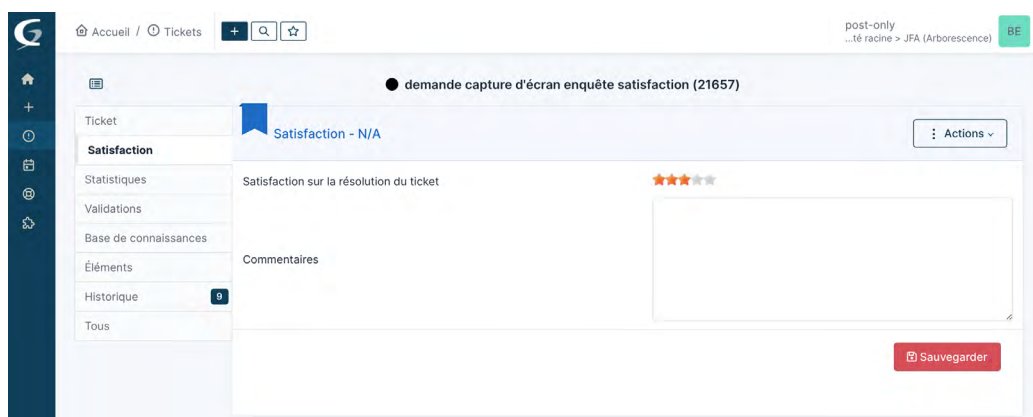 Accueil / Tickets
post-only
...té racine > JFA (Arborescence)
BE
demande capture d'écran enquête satisfaction (21657)
Ticket
Satisfaction
Statistiques
Validations
Base de connaissances
Éléments
Historique 9
Tous
Satisfaction - N/A
Actions
Satisfaction sur la résolution du ticket
Commentaires
Sauvegarder